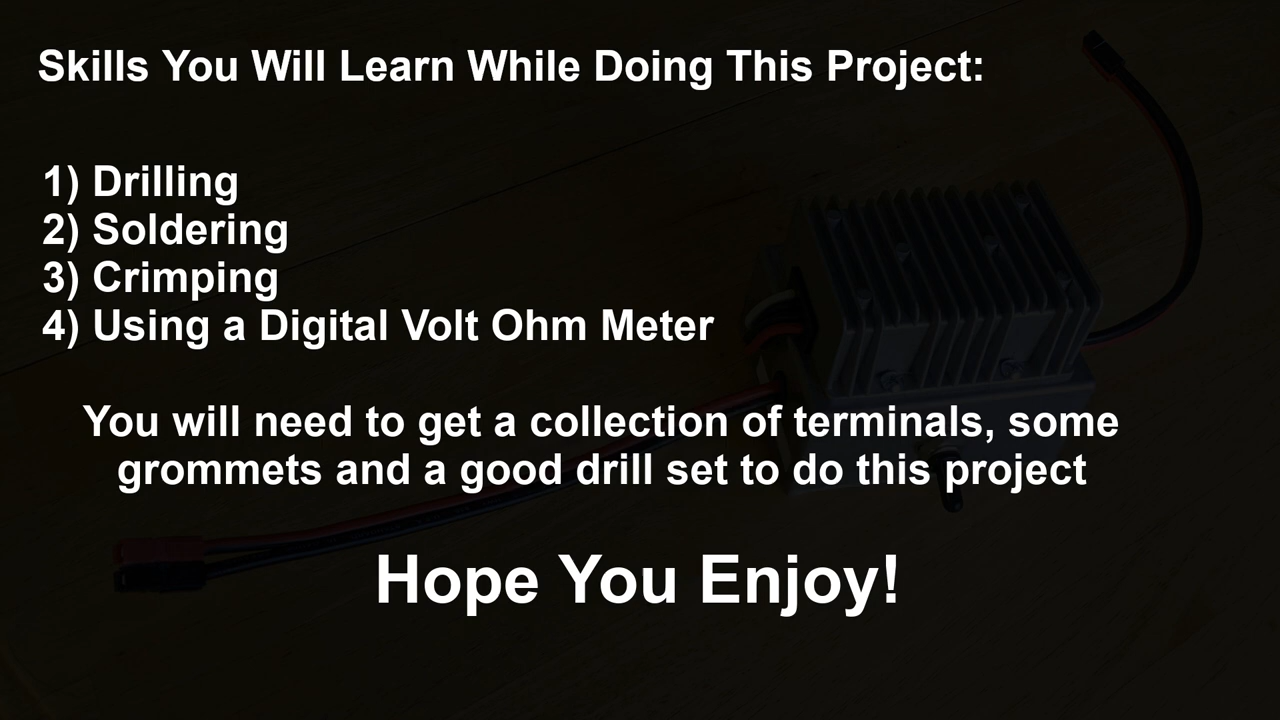 Skills You Will Learn While Doing This Project:
1) Drilling
2) Soldering
3) Crimping
4) Using a Digital Volt Ohm Meter
You will need to get a collection of terminals, some
grommets and a good drill set to do this project
Hope You Enjoy!